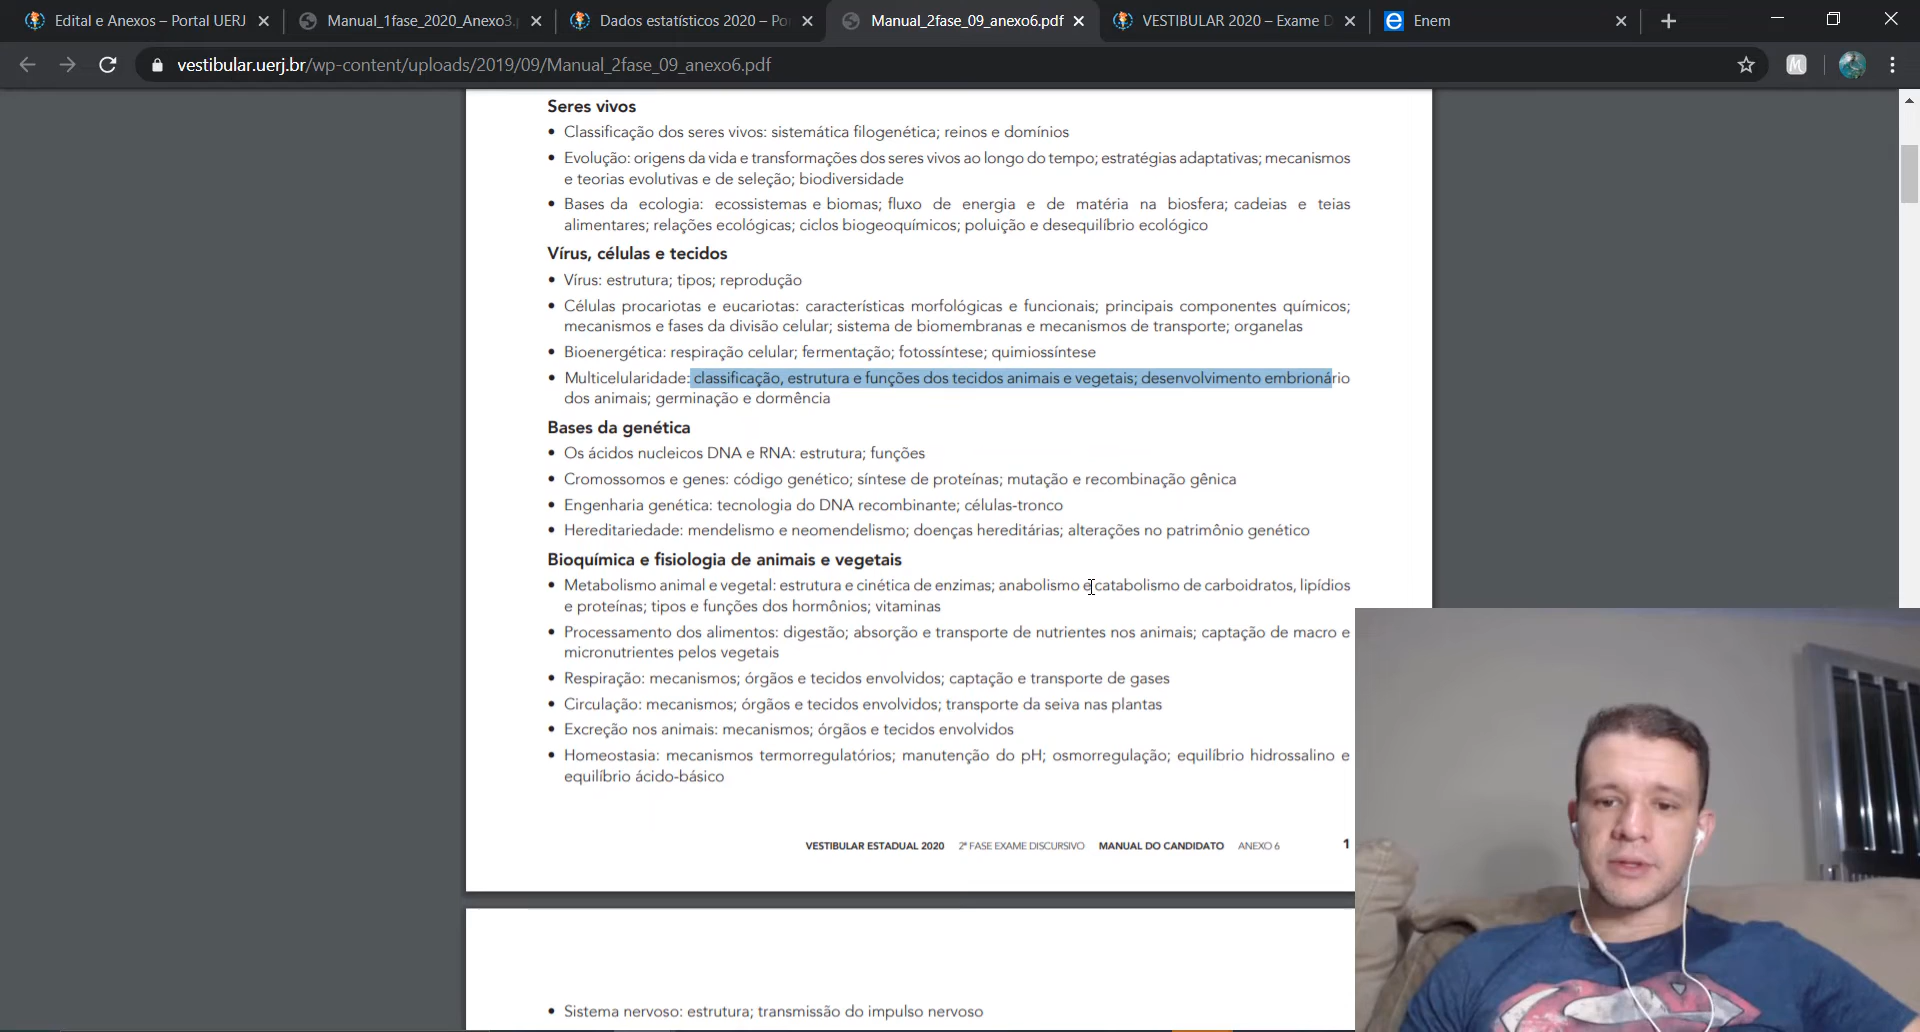 Edital e Anexos – Portal UERJ
Manual_1fase_2020_Anexo3.
Dados estatísticos 2020 – Po
Manual_2fase_09_anexo6.pdf
VESTIBULAR 2020 – Exame D
Enem
vestibular.uerj.br/wp-content/uploads/2019/09/Manual_2fase_09_anexo6.pdf
Seres vivos
• Classificação dos seres vivos: sistemática filogenética; reinos e domínios
• Evolução: origens da vida e transformações dos seres vivos ao longo do tempo; estratégias adaptativas; mecanismos
e teorias evolutivas e de seleção; biodiversidade
• Bases da ecologia: ecossistemas e biomas; fluxo de energia e de matéria na biosfera; cadeias e teias
alimentares; relações ecológicas; ciclos biogeoquímicos; poluição e desequilíbrio ecológico
Vírus, células e tecidos
• Vírus: estrutura; tipos; reprodução
• Células procariotas e eucariotas: características morfológicas e funcionais; principais componentes químicos;
mecanismos e fases da divisão celular; sistema de biomembranas e mecanismos de transporte; organelas
• Bioenergética: respiração celular; fermentação; fotossíntese; quimiossíntese
• Multicelularidade: classificação, estrutura e funções dos tecidos animais e vegetais; desenvolvimento embrionário
dos animais; germinação e dormência
Bases da genética
• Os ácidos nucleicos DNA e RNA: estrutura; funções
• Cromossomos e genes: código genético; síntese de proteínas; mutação e recombinação gênica
• Engenharia genética: tecnologia do DNA recombinante; células-tronco
• Hereditariedade: mendelismo e neomendelismo; doenças hereditárias; alterações no patrimônio genético
Bioquímica e fisiologia de animais e vegetais
• Metabolismo animal e vegetal: estrutura e cinética de enzimas; anabolismo e catabolismo de carboidratos, lipídios
e proteínas; tipos e funções dos hormônios; vitaminas
• Processamento dos alimentos: digestão; absorção e transporte de nutrientes nos animais; captação de macro e
micronutrientes pelos vegetais
• Respiração: mecanismos; órgãos e tecidos envolvidos; captação e transporte de gases
• Circulação: mecanismos; órgãos e tecidos envolvidos; transporte da seiva nas plantas
• Excreção nos animais: mecanismos; órgãos e tecidos envolvidos
• Homeostasia: mecanismos termorregulatórios; manutenção do pH; osmorregulação; equilíbrio hidrossalino e
equilíbrio ácido-básico
VESTIBULAR ESTADUAL 2020 2ª FASE EXAME DISCURSIVO MANUAL DO CANDIDATO ANEXO 6 1
• Sistema nervoso: estrutura; transmissão do impulso nervoso